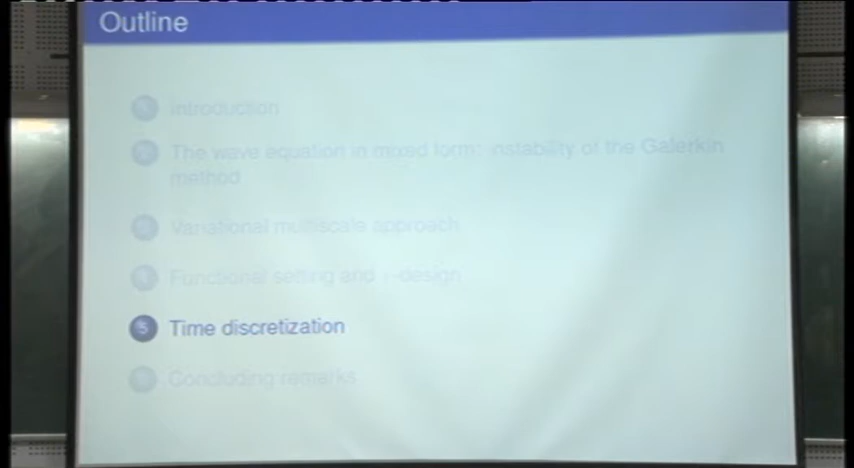 Outline
Introduction
The wave equation in mixed form: instability of the Galerkin
method
Variational multiscale approach
Functional setting and -design
5 Time discretization
Concluding remarks